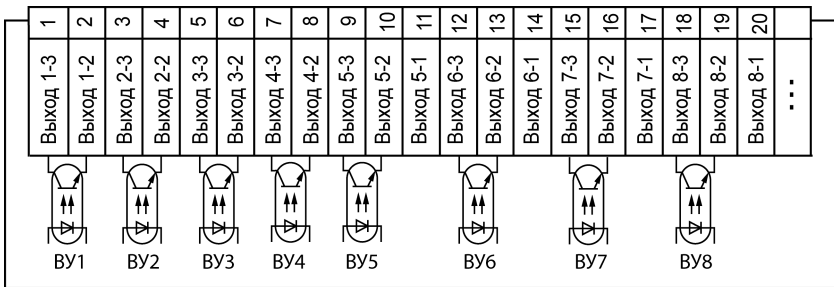 1 2 3 4 5 6 7 8 9 10 11 12 13 14 15 16 17 18 19 20
Выход 1-3
Выход 1-2
Выход 2-3
Выход 2-2
Выход 3-3
Выход 3-2
Выход 4-3
Выход 4-2
Выход 5-3
Выход 5-2
Выход 5-1
Выход 6-3
Выход 6-2
Выход 6-1
Выход 7-3
Выход 7-2
Выход 7-1
Выход 8-3
Выход 8-2
Выход 8-1
...
ВУ1 ВУ2 ВУ3 ВУ4 ВУ5 ВУ6 ВУ7 ВУ8